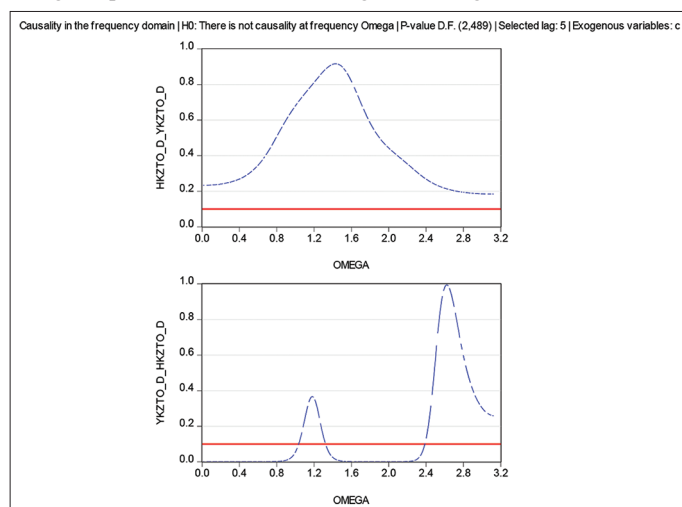 Causality in the frequency domain | H0: There is not causality at frequency Omega | P-value D.F. (2,489) | Selected lag: 5 | Exogenous variables: c
HKZTO_D_YKZTO_D
1.0
0.8
0.6
0.4
0.2
0.0
0.0 0.4 0.8 1.2 1.6 2.0 2.4 2.8 3.2
OMEGA
YKZTO_D_HKZTO_D
1.0
0.8
0.6
0.4
0.2
0.0
0.0 0.4 0.8 1.2 1.6 2.0 2.4 2.8 3.2
OMEGA